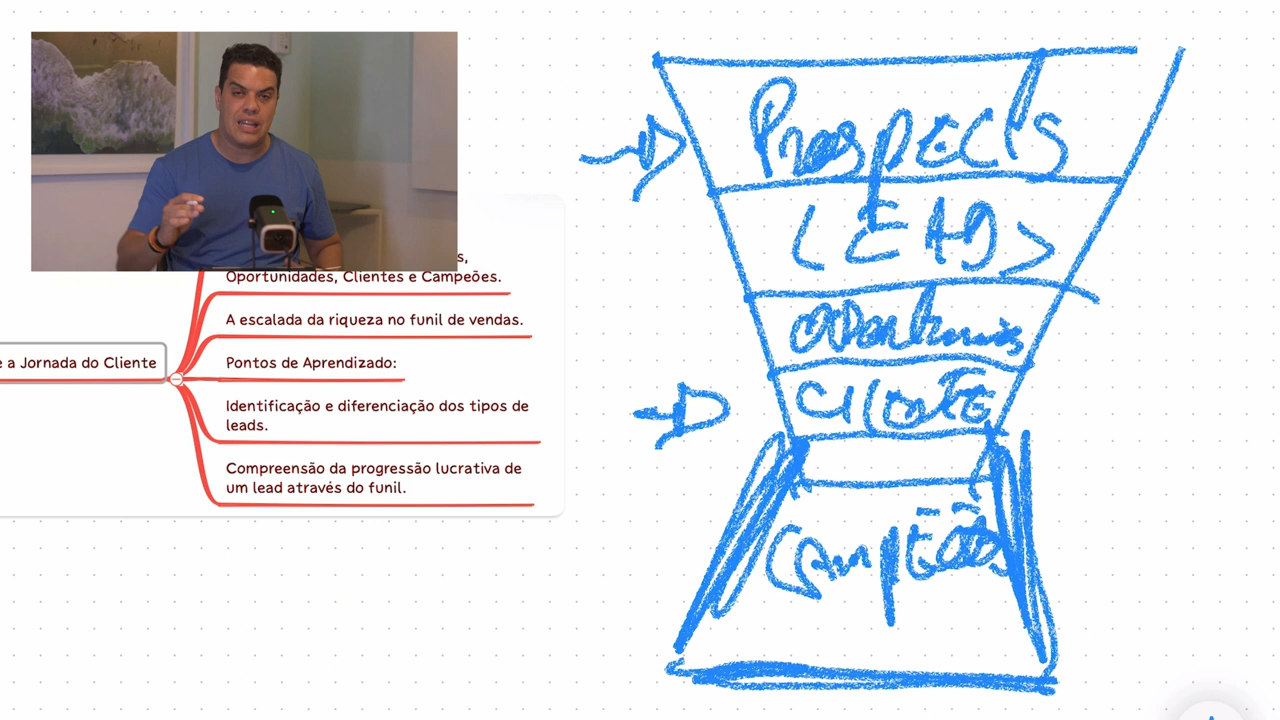 s,
Oportunidades, Clientes e Campeões.
A escalada da riqueza no funil de vendas.
e a Jornada do Cliente
Pontos de Aprendizado:
Identificação e diferenciação dos tipos de
leads.
Compreensão da progressão lucrativa de
um lead através do funil.
Prospects
LEAD
Cliente
Campeões